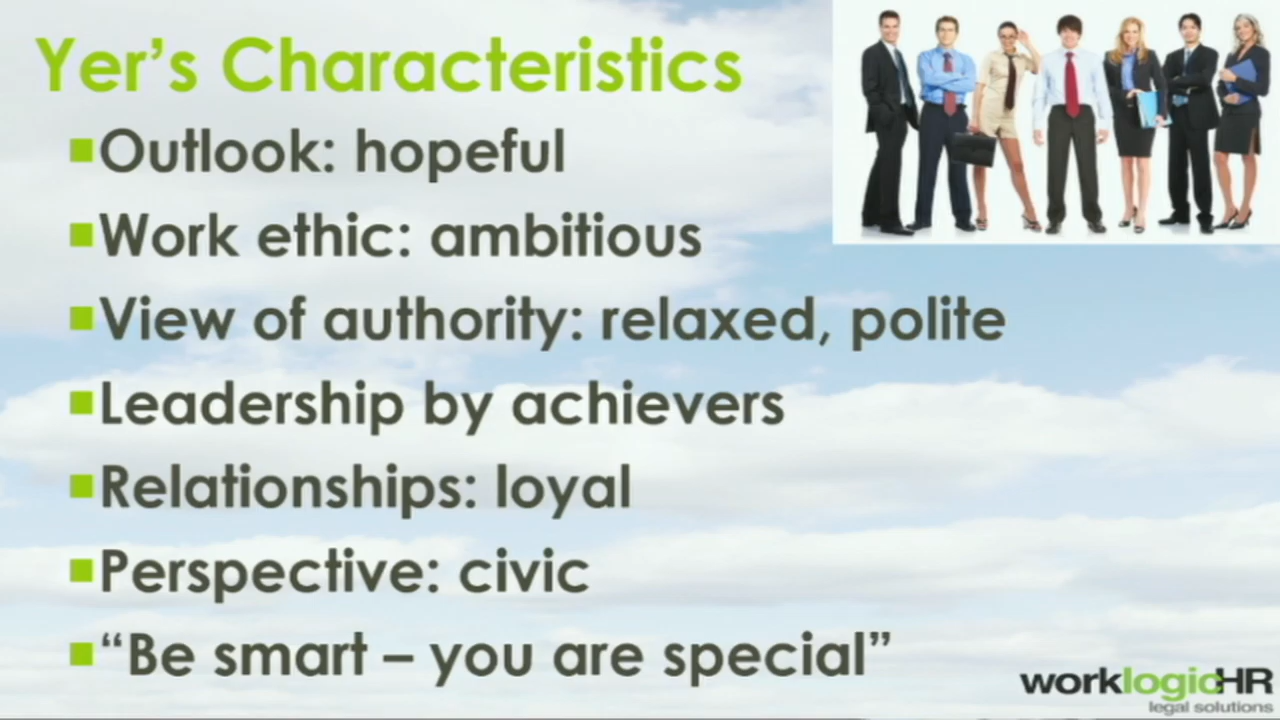 Yer’s Characteristics
Outlook: hopeful
Work ethic: ambitious
View of authority: relaxed, polite
Leadership by achievers
Relationships: loyal
Perspective: civic
“Be smart – you are special”
worklogicHR
legal solutions